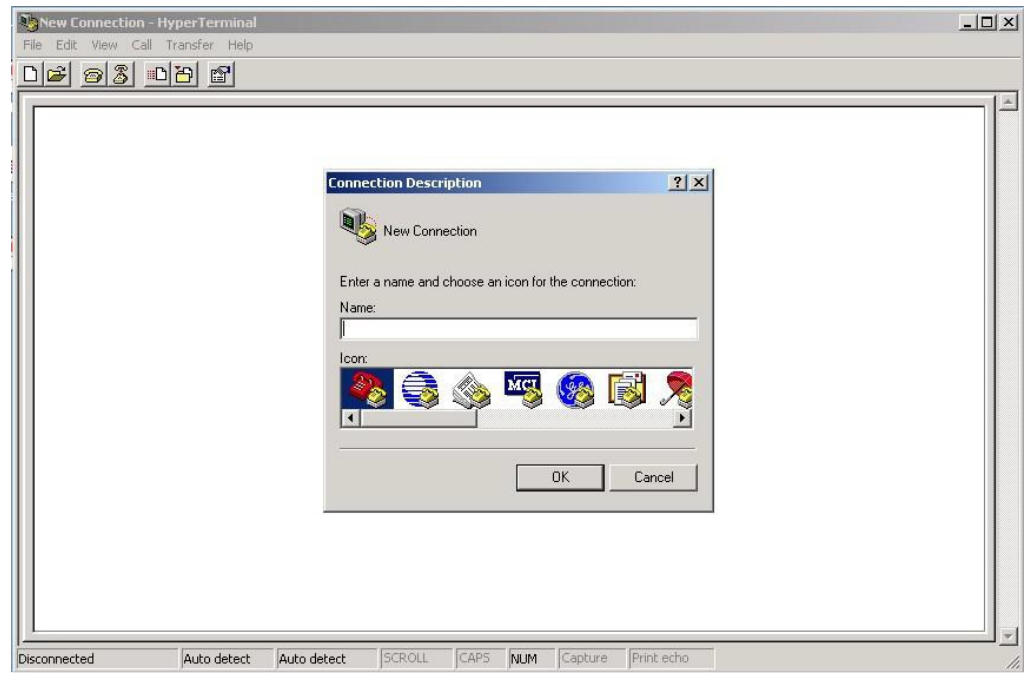 New Connection - HyperTerminal
File Edit View Call Transfer Help
Connection Description
New Connection
Enter a name and choose an icon for the connection:
Name:
Icon:
MCI
OK Cancel
Disconnected Auto detect Auto detect SCROLL CAPS NUM Capture Print echo